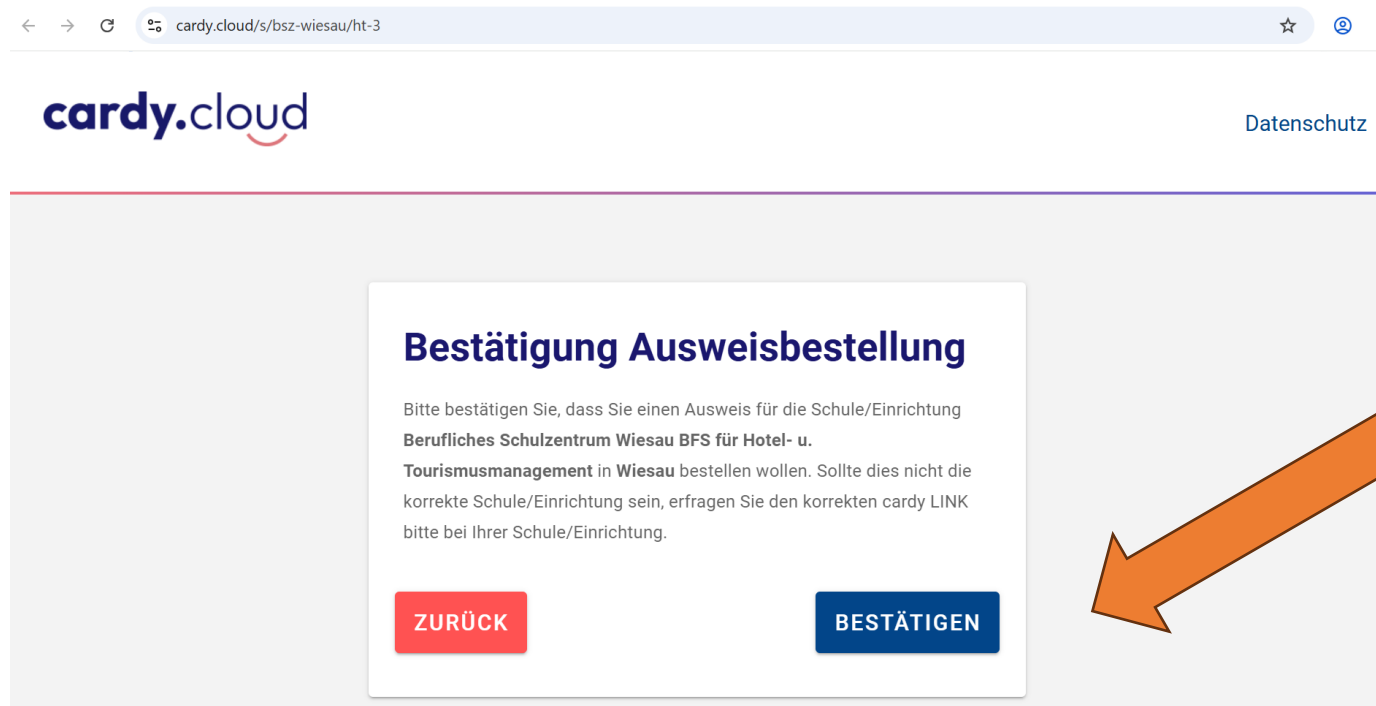 cardy.cloud/s/bsz-wiesau/ht-3
cardy.cloud
Datenschutz
Bestätigung Ausweisbestellung
Bitte bestätigen Sie, dass Sie einen Ausweis für die Schule/Einrichtung
Berufliches Schulzentrum Wiesau BFS für Hotel- u.
Tourismusmanagement in Wiesau bestellen wollen. Sollte dies nicht die
korrekte Schule/Einrichtung sein, erfragen Sie den korrekten cardy LINK
bitte bei Ihrer Schule/Einrichtung.
ZURÜCK
BESTÄTIGEN